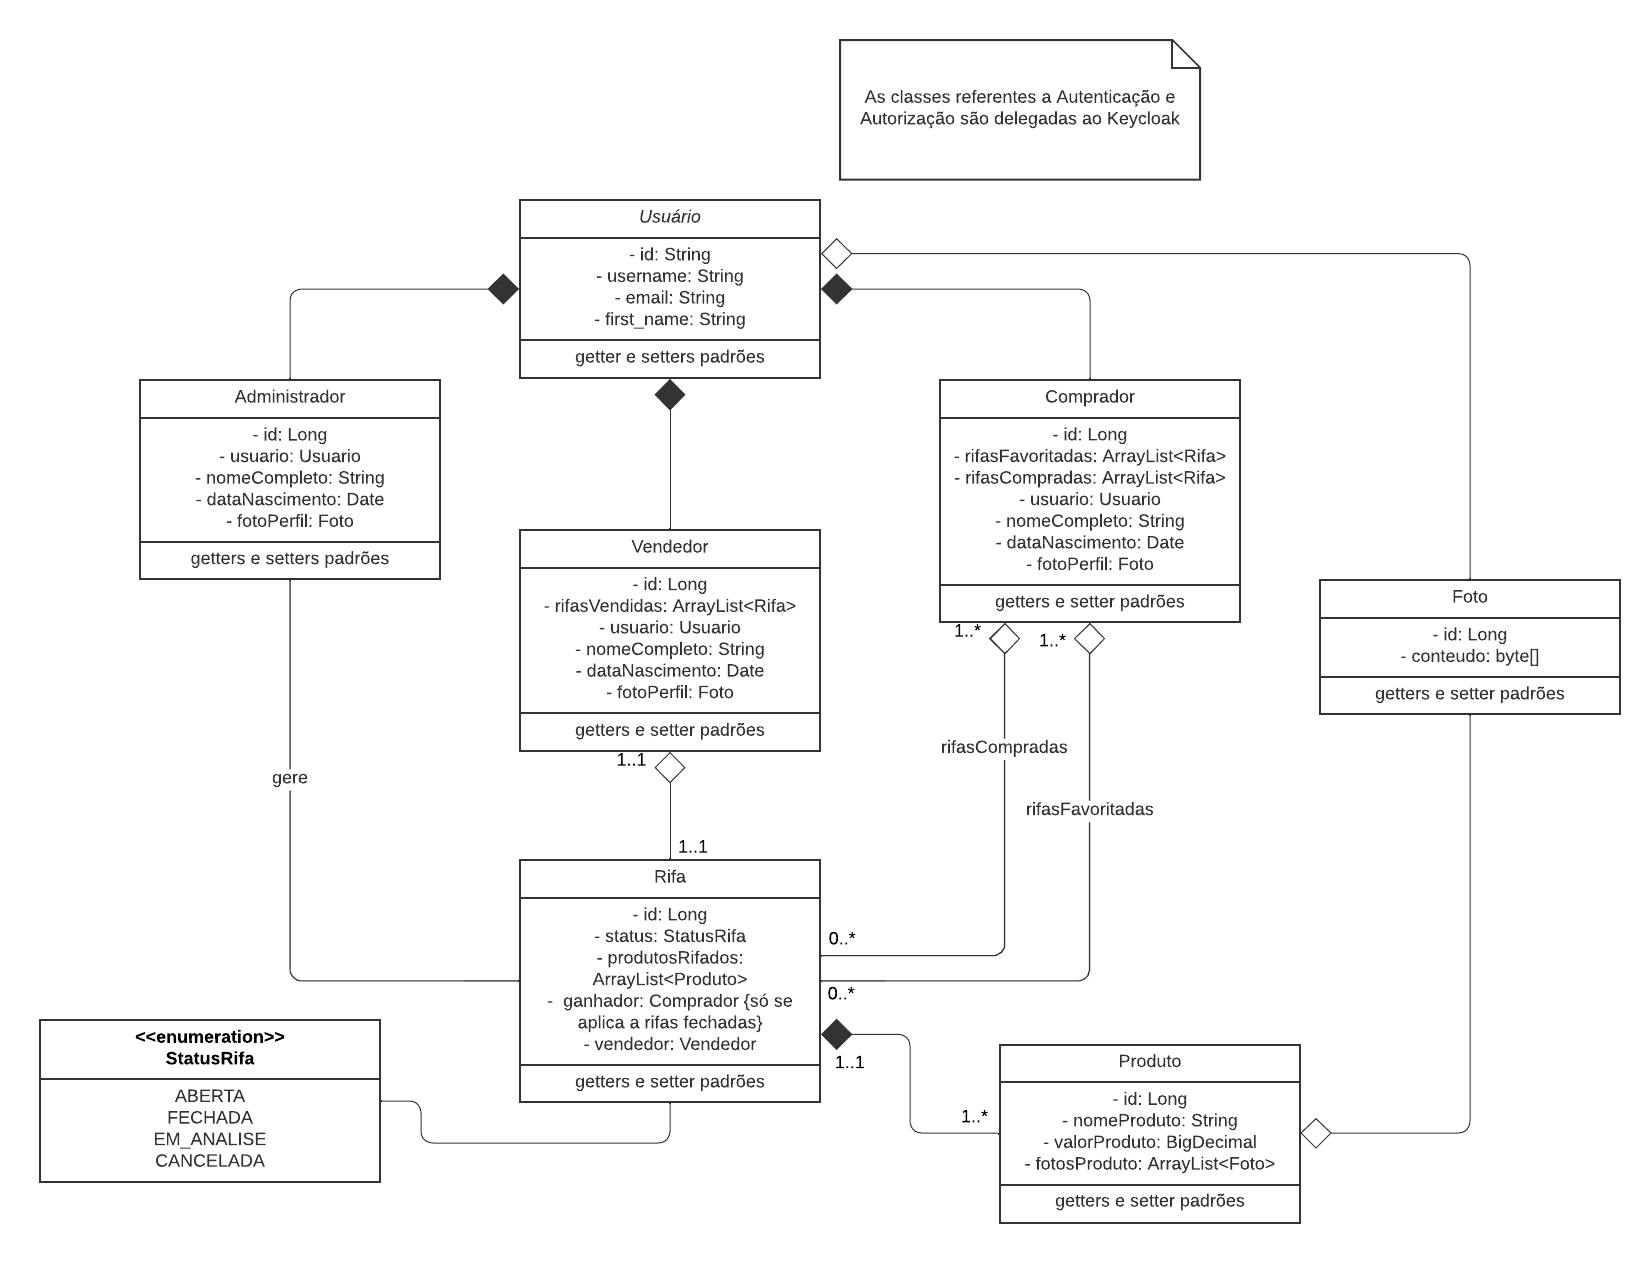 As classes referentes a Autenticação e
Autorização são delegadas ao Keycloak
Usuário
- id: String
- username: String
- email: String
- first_name: String
getter e setters padrões
Administrador
- id: Long
- usuario: Usuario
- nomeCompleto: String
- dataNascimento: Date
- fotoPerfil: Foto
getters e setters padrões
Comprador
- id: Long
- rifasFavoritadas: ArrayList<Rifa>
- rifasCompradas: ArrayList<Rifa>
- usuario: Usuario
- nomeCompleto: String
- dataNascimento: Date
- fotoPerfil: Foto
getters e setter padrões
Vendedor
- id: Long
- rifasVendidas: ArrayList<Rifa>
- usuario: Usuario
- nomeCompleto: String
- dataNascimento: Date
- fotoPerfil: Foto
getters e setter padrões
Foto
- id: Long
- conteudo: byte[]
getters e setter padrões
1..*
1..*
rifasCompradas
rifasFavoritadas
gere
1..1
1..1
0..*
0..*
Rifa
- id: Long
- status: StatusRifa
- produtosRifados:
ArrayList<Produto>
- ganhador: Comprador {só se
aplica a rifas fechadas}
- vendedor: Vendedor
getters e setter padrões
1..1
1..*
<<enumeration>>
StatusRifa
ABERTA
FECHADA
EM_ANALISE
CANCELADA
Produto
- id: Long
- nomeProduto: String
- valorProduto: BigDecimal
- fotosProduto: ArrayList<Foto>
getters e setter padrões